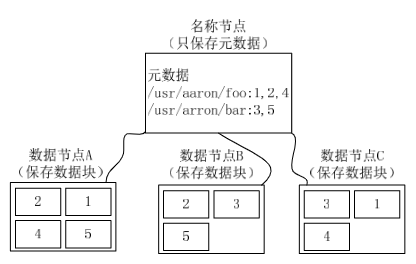 名称节点
(只保存元数据)
元数据
/usr/aaron/foo:1,2,4
/usr/arron/bar:3,5
数据节点A
(保存数据块)
2 1
4 5
数据节点B
(保存数据块)
2 3
5
数据节点C
(保存数据块)
3 1
4